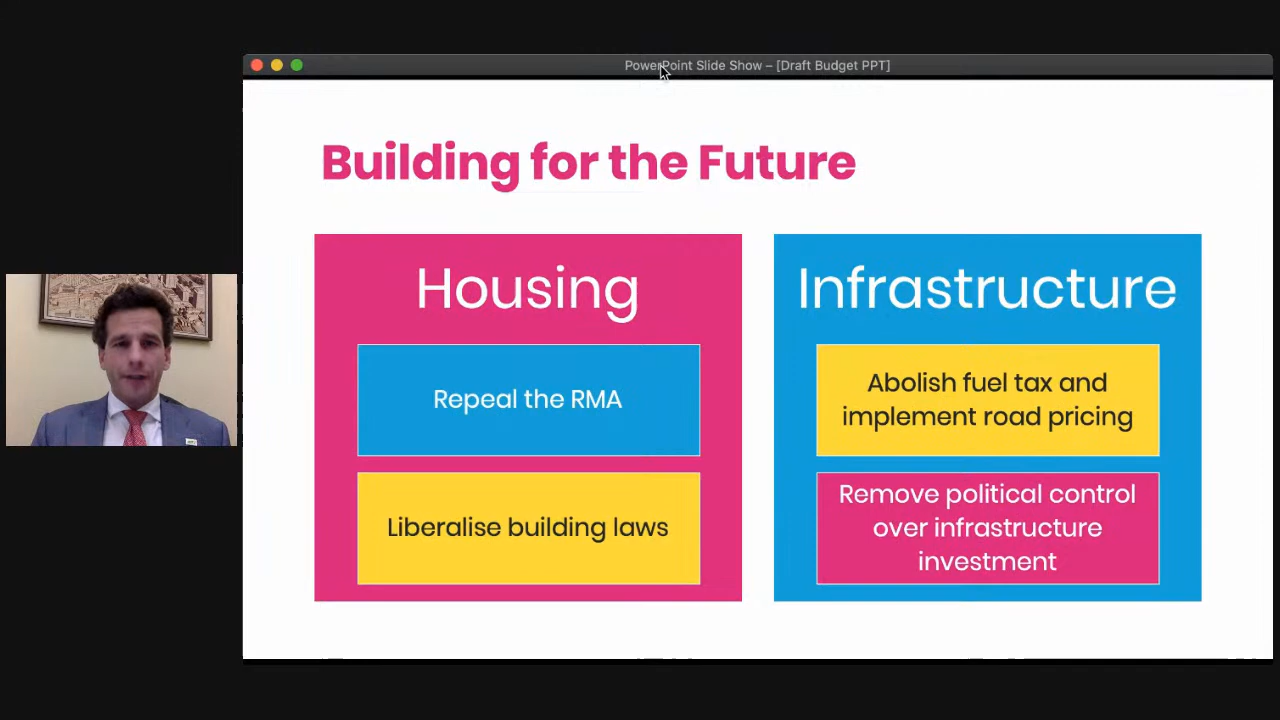 PowerPoint Slide Show – [Draft Budget PPT]
Building for the Future
Housing
Repeal the RMA
Liberalise building laws
Infrastructure
Abolish fuel tax and
implement road pricing
Remove political control
over infrastructure
investment